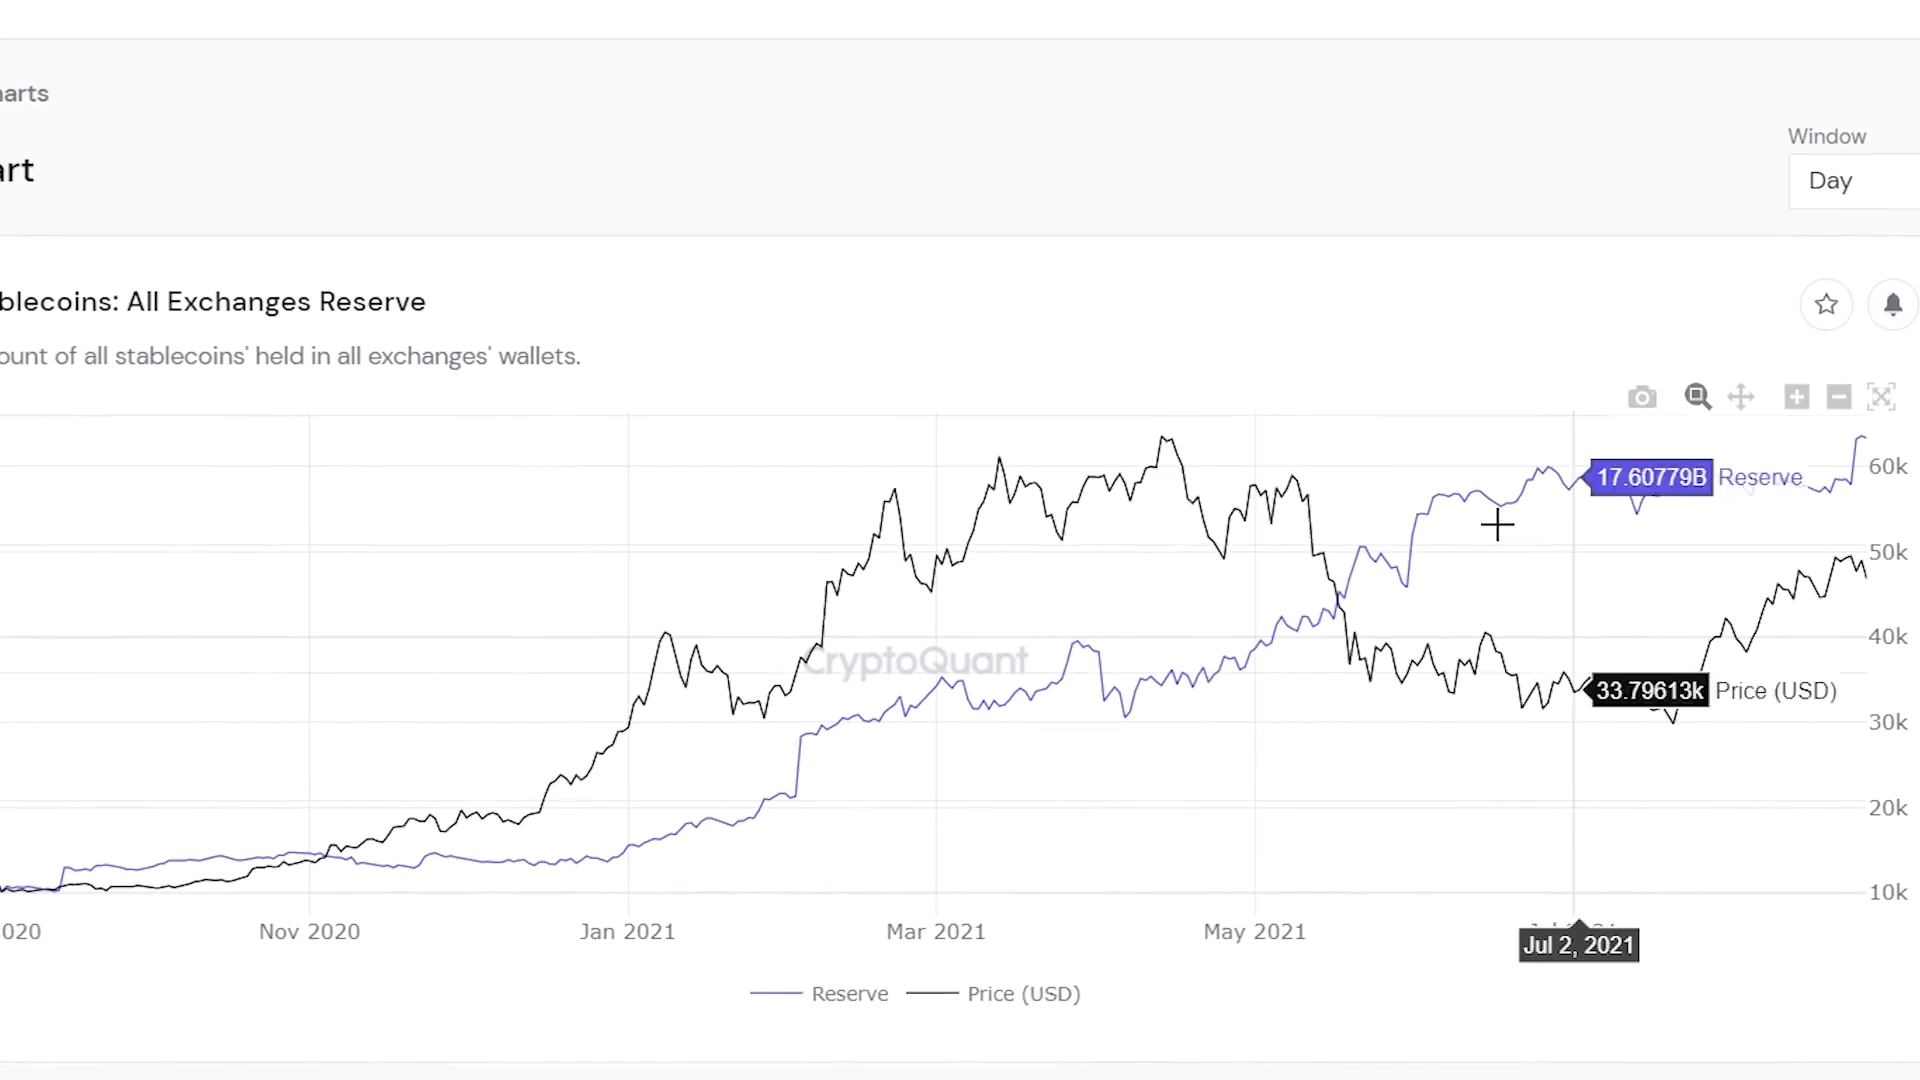 harts
Window
art
Day
blecoins: All Exchanges Reserve
ount of all stablecoins' held in all exchanges' wallets.
60k
17.60779B Reserve
50k
40k
CryptoQuant
33.79613k Price (USD)
30k
20k
10k
020 Nov 2020 Jan 2021 Mar 2021 May 2021
Jul 2, 2021
Reserve Price (USD)